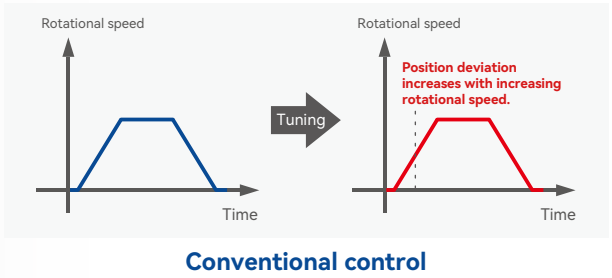 Rotational speed
Rotational speed
Position deviation
increases with increasing
rotational speed.
Tuning
Time
Time
Conventional control